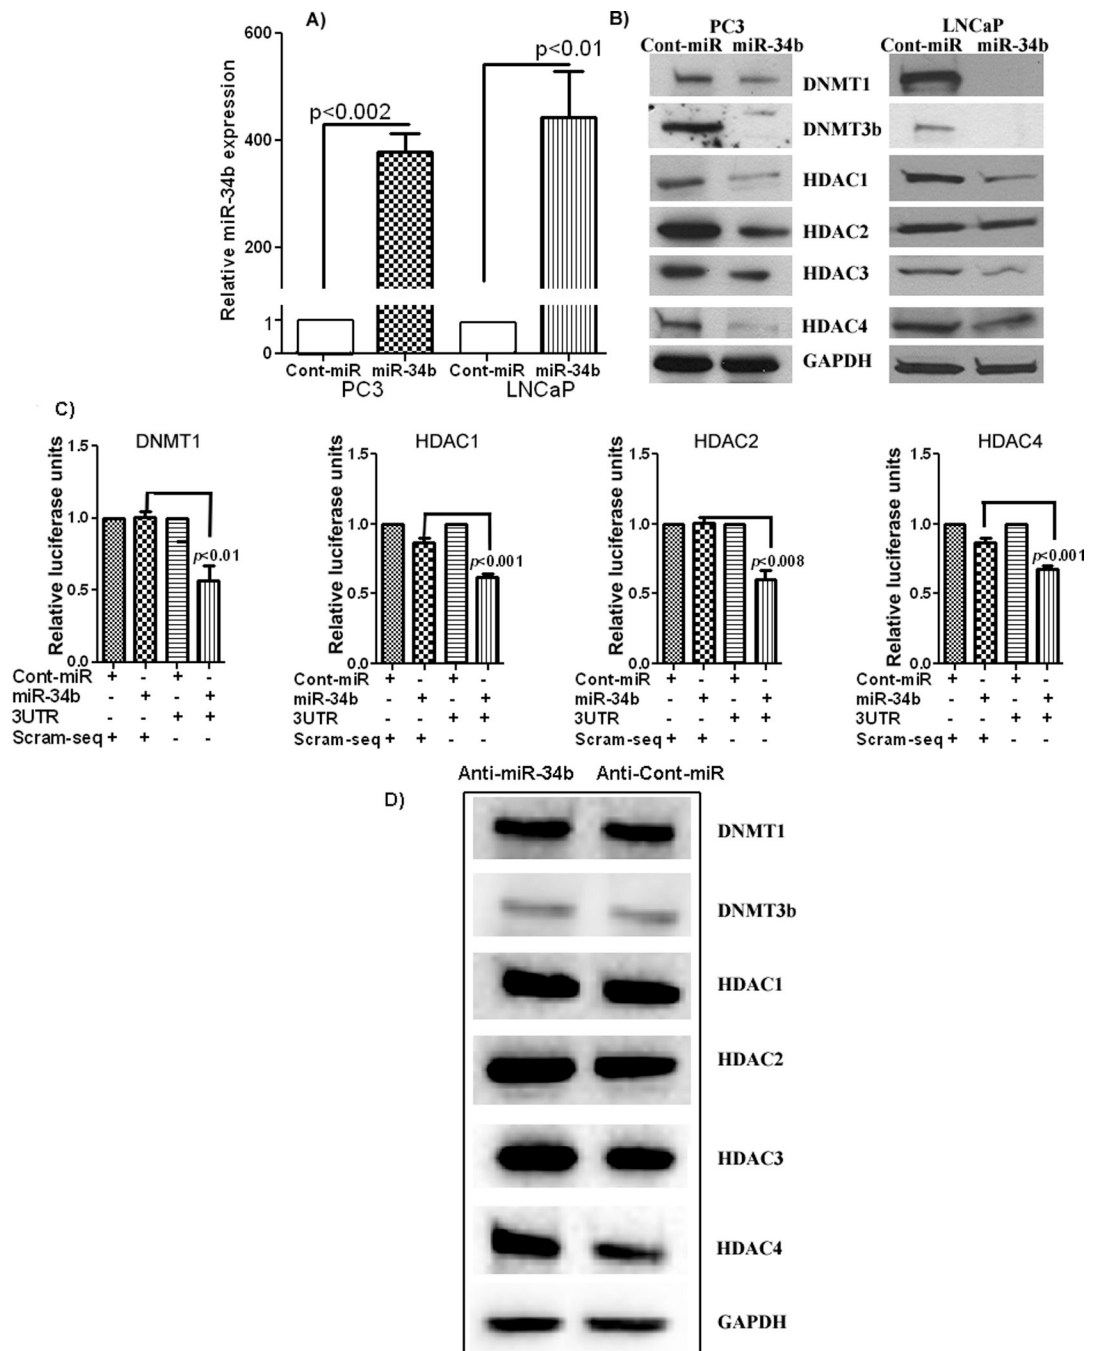 A)
600
400
200
1
0
Relative miR-34b expression
p<0.002
p<0.01
Cont-miR miR-34b Cont-miR miR-34b
PC3 LNCaP
B)
PC3 LNCaP
Cont-miR miR-34b Cont-miR miR-34b
DNMT1
DNMT3b
HDAC1
HDAC2
HDAC3
HDAC4
GAPDH
C)
DNMT1
Relative luciferase units
1.5
1.0
0.5
0.0
p<0.01
Cont-miR + - + -
miR-34b - + - +
3UTR - - + +
Scram-seq + + - -
HDAC1
Relative luciferase units
1.5
1.0
0.5
0.0
p<0.001
Cont-miR + - + -
miR-34b - + - +
3UTR - - + +
Scram-seq + + - -
HDAC2
Relative luciferase units
1.5
1.0
0.5
0.0
p<0.008
Cont-miR + - + -
miR-34b - + - +
3UTR - - + +
Scram-seq + + - -
HDAC4
Relative luciferase units
1.5
1.0
0.5
0.0
p<0.001
Cont-miR + - + -
miR-34b - + - +
3UTR - - + +
Scram-seq + + - -
D)
Anti-miR-34b Anti-Cont-miR
DNMT1
DNMT3b
HDAC1
HDAC2
HDAC3
HDAC4
GAPDH